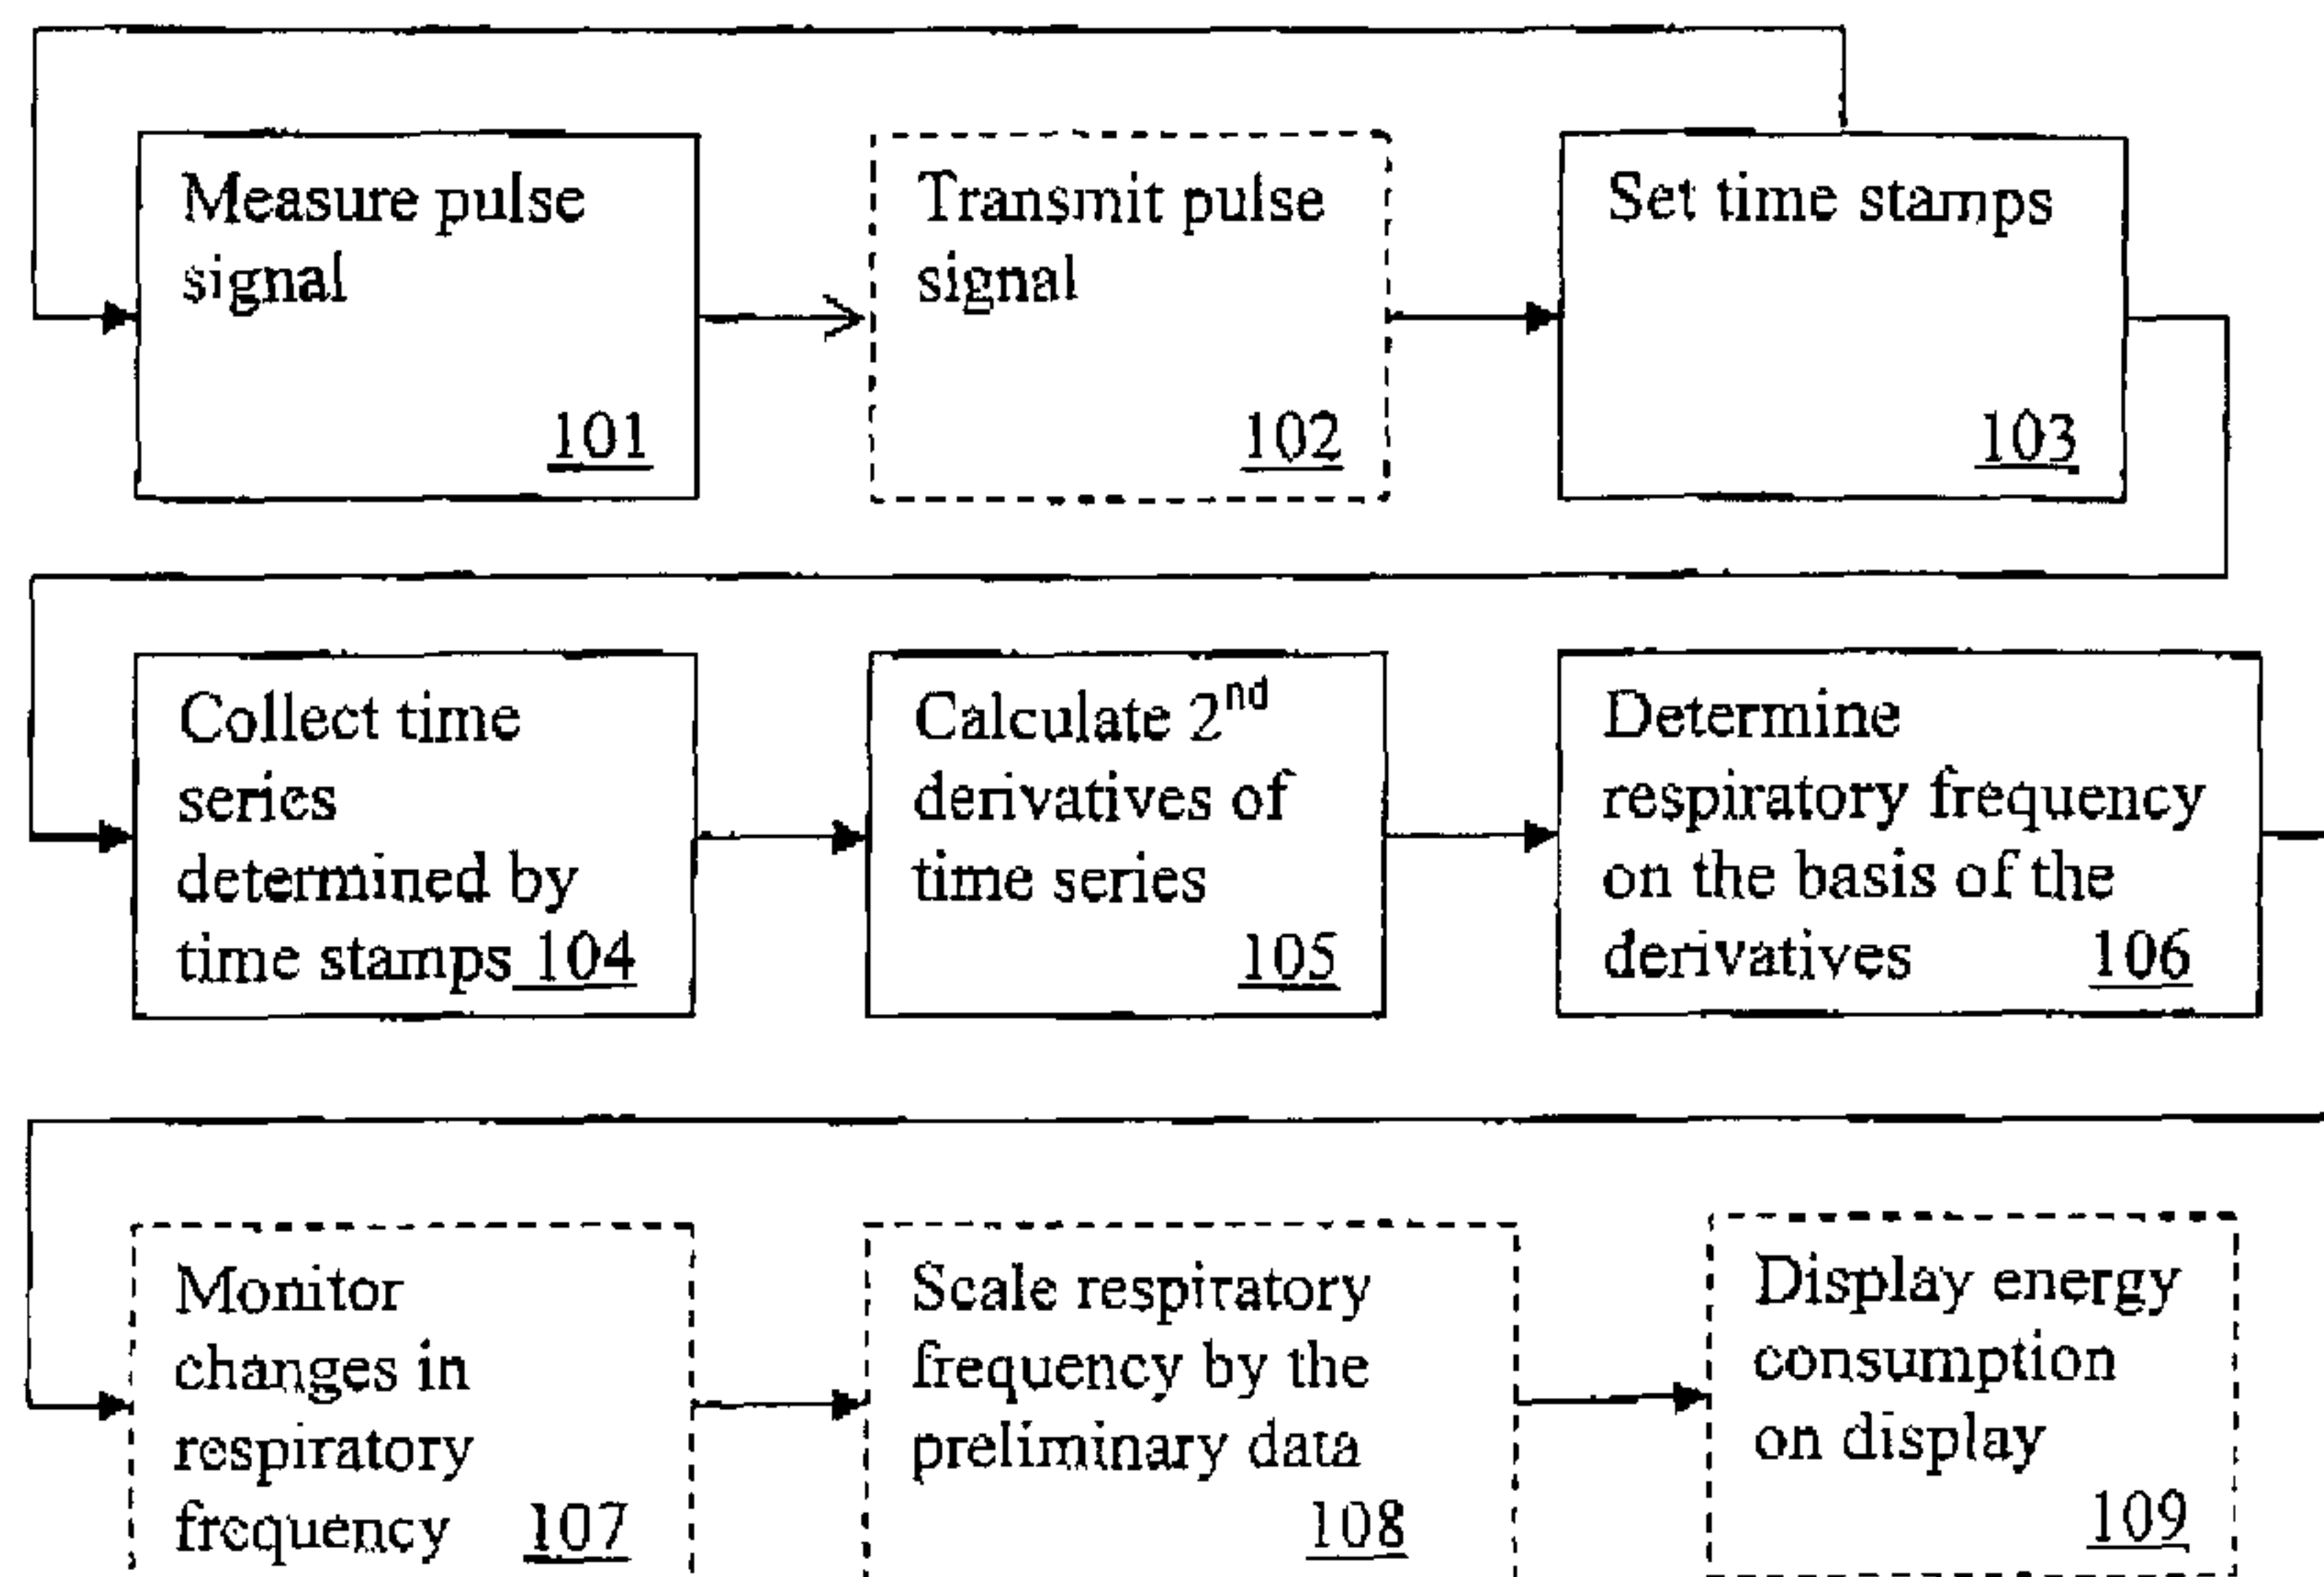 Measure pulse
signal
101
Transmit pulse
signal
102
Set time stamps
103
Collect time
series
determined by
time stamps 104
Calculate 2nd
derivatives of
time series
105
Determine
respiratory frequency
on the basis of the
derivatives 106
Monitor
changes in
respiratory
frequency 107
Scale respiratory
frequency by the
preliminary data
108
Display energy
consumption
on display
109